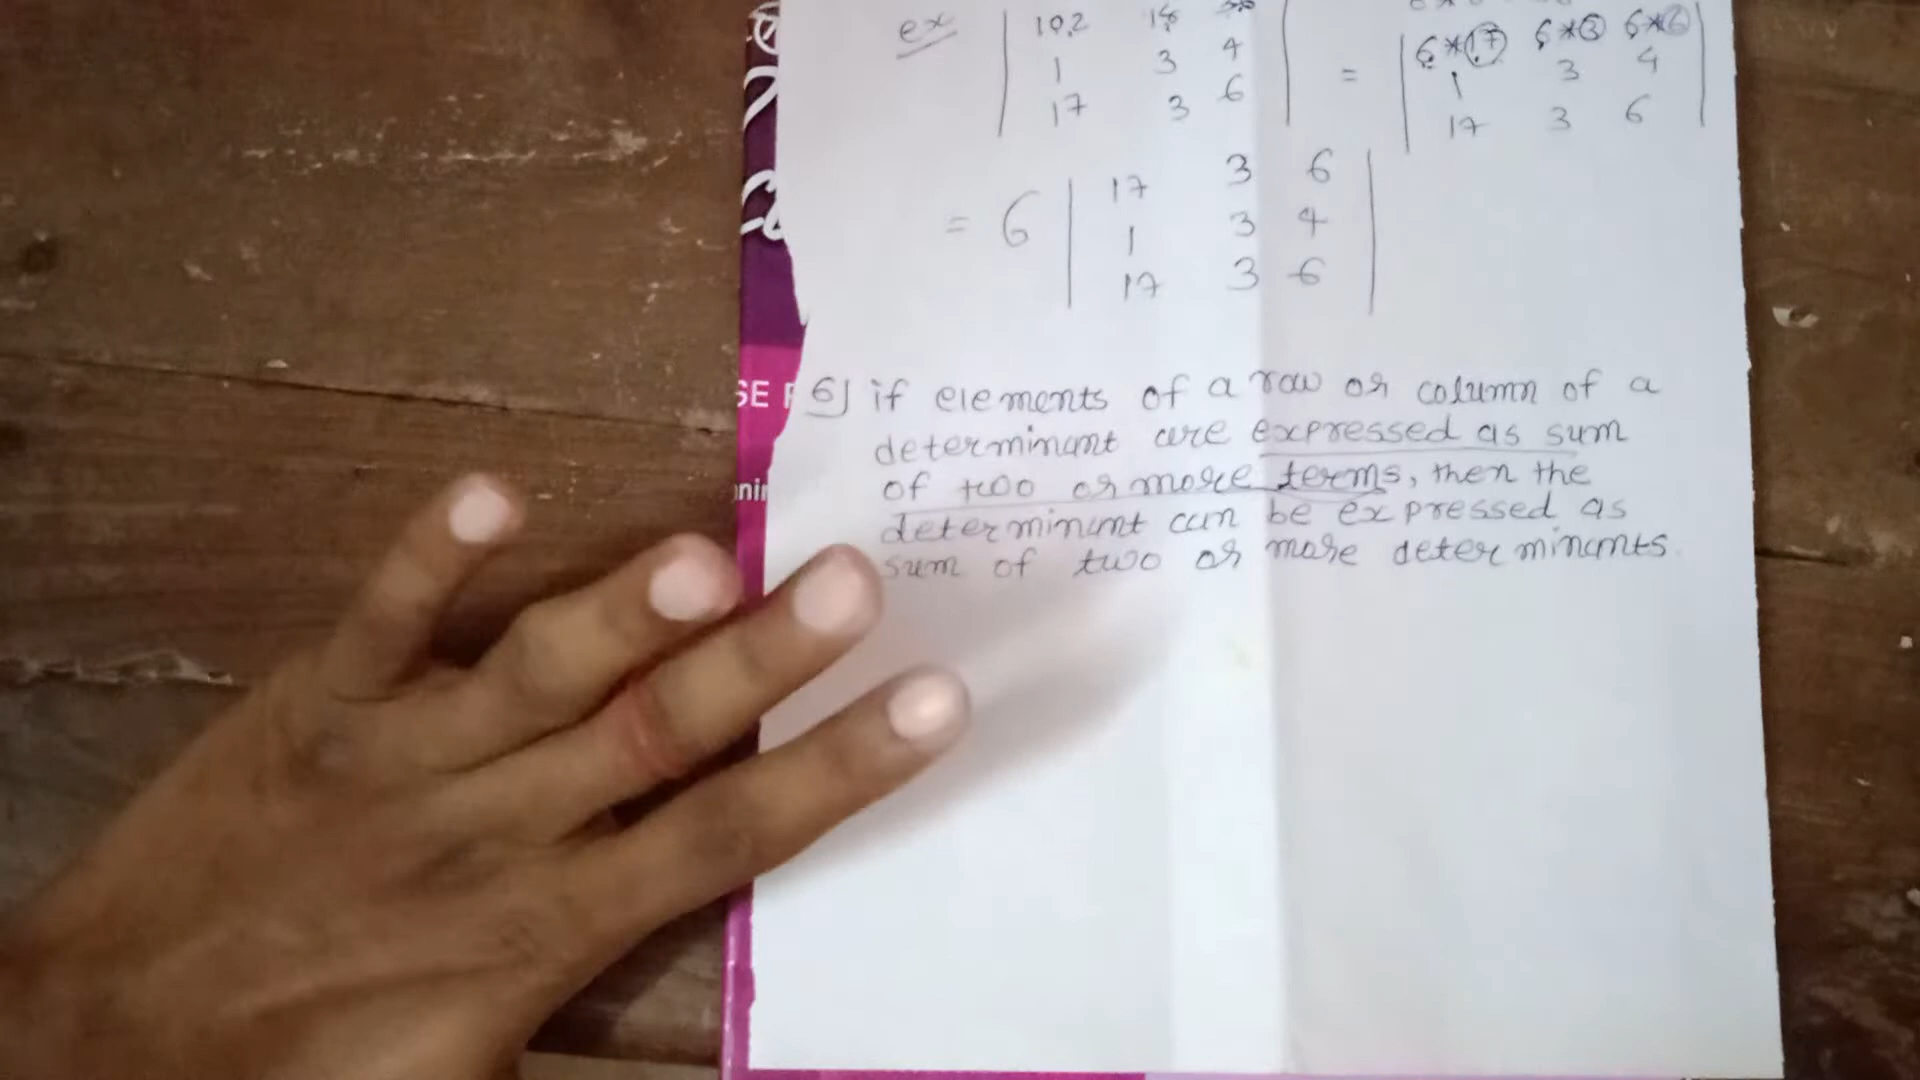 ex | 102 18 | = | 6*17 6*3 6*6 |
| 1 3 4 | | 1 3 4 |
| 17 3 6 | | 17 3 6 |
= 6 | 17 3 6 |
| 1 3 4 |
| 17 3 6 |
6) if elements of a row or column of a
determinant are expressed as sum
of two or more terms, then the
determinant can be expressed as
sum of two or more determinants.
SE